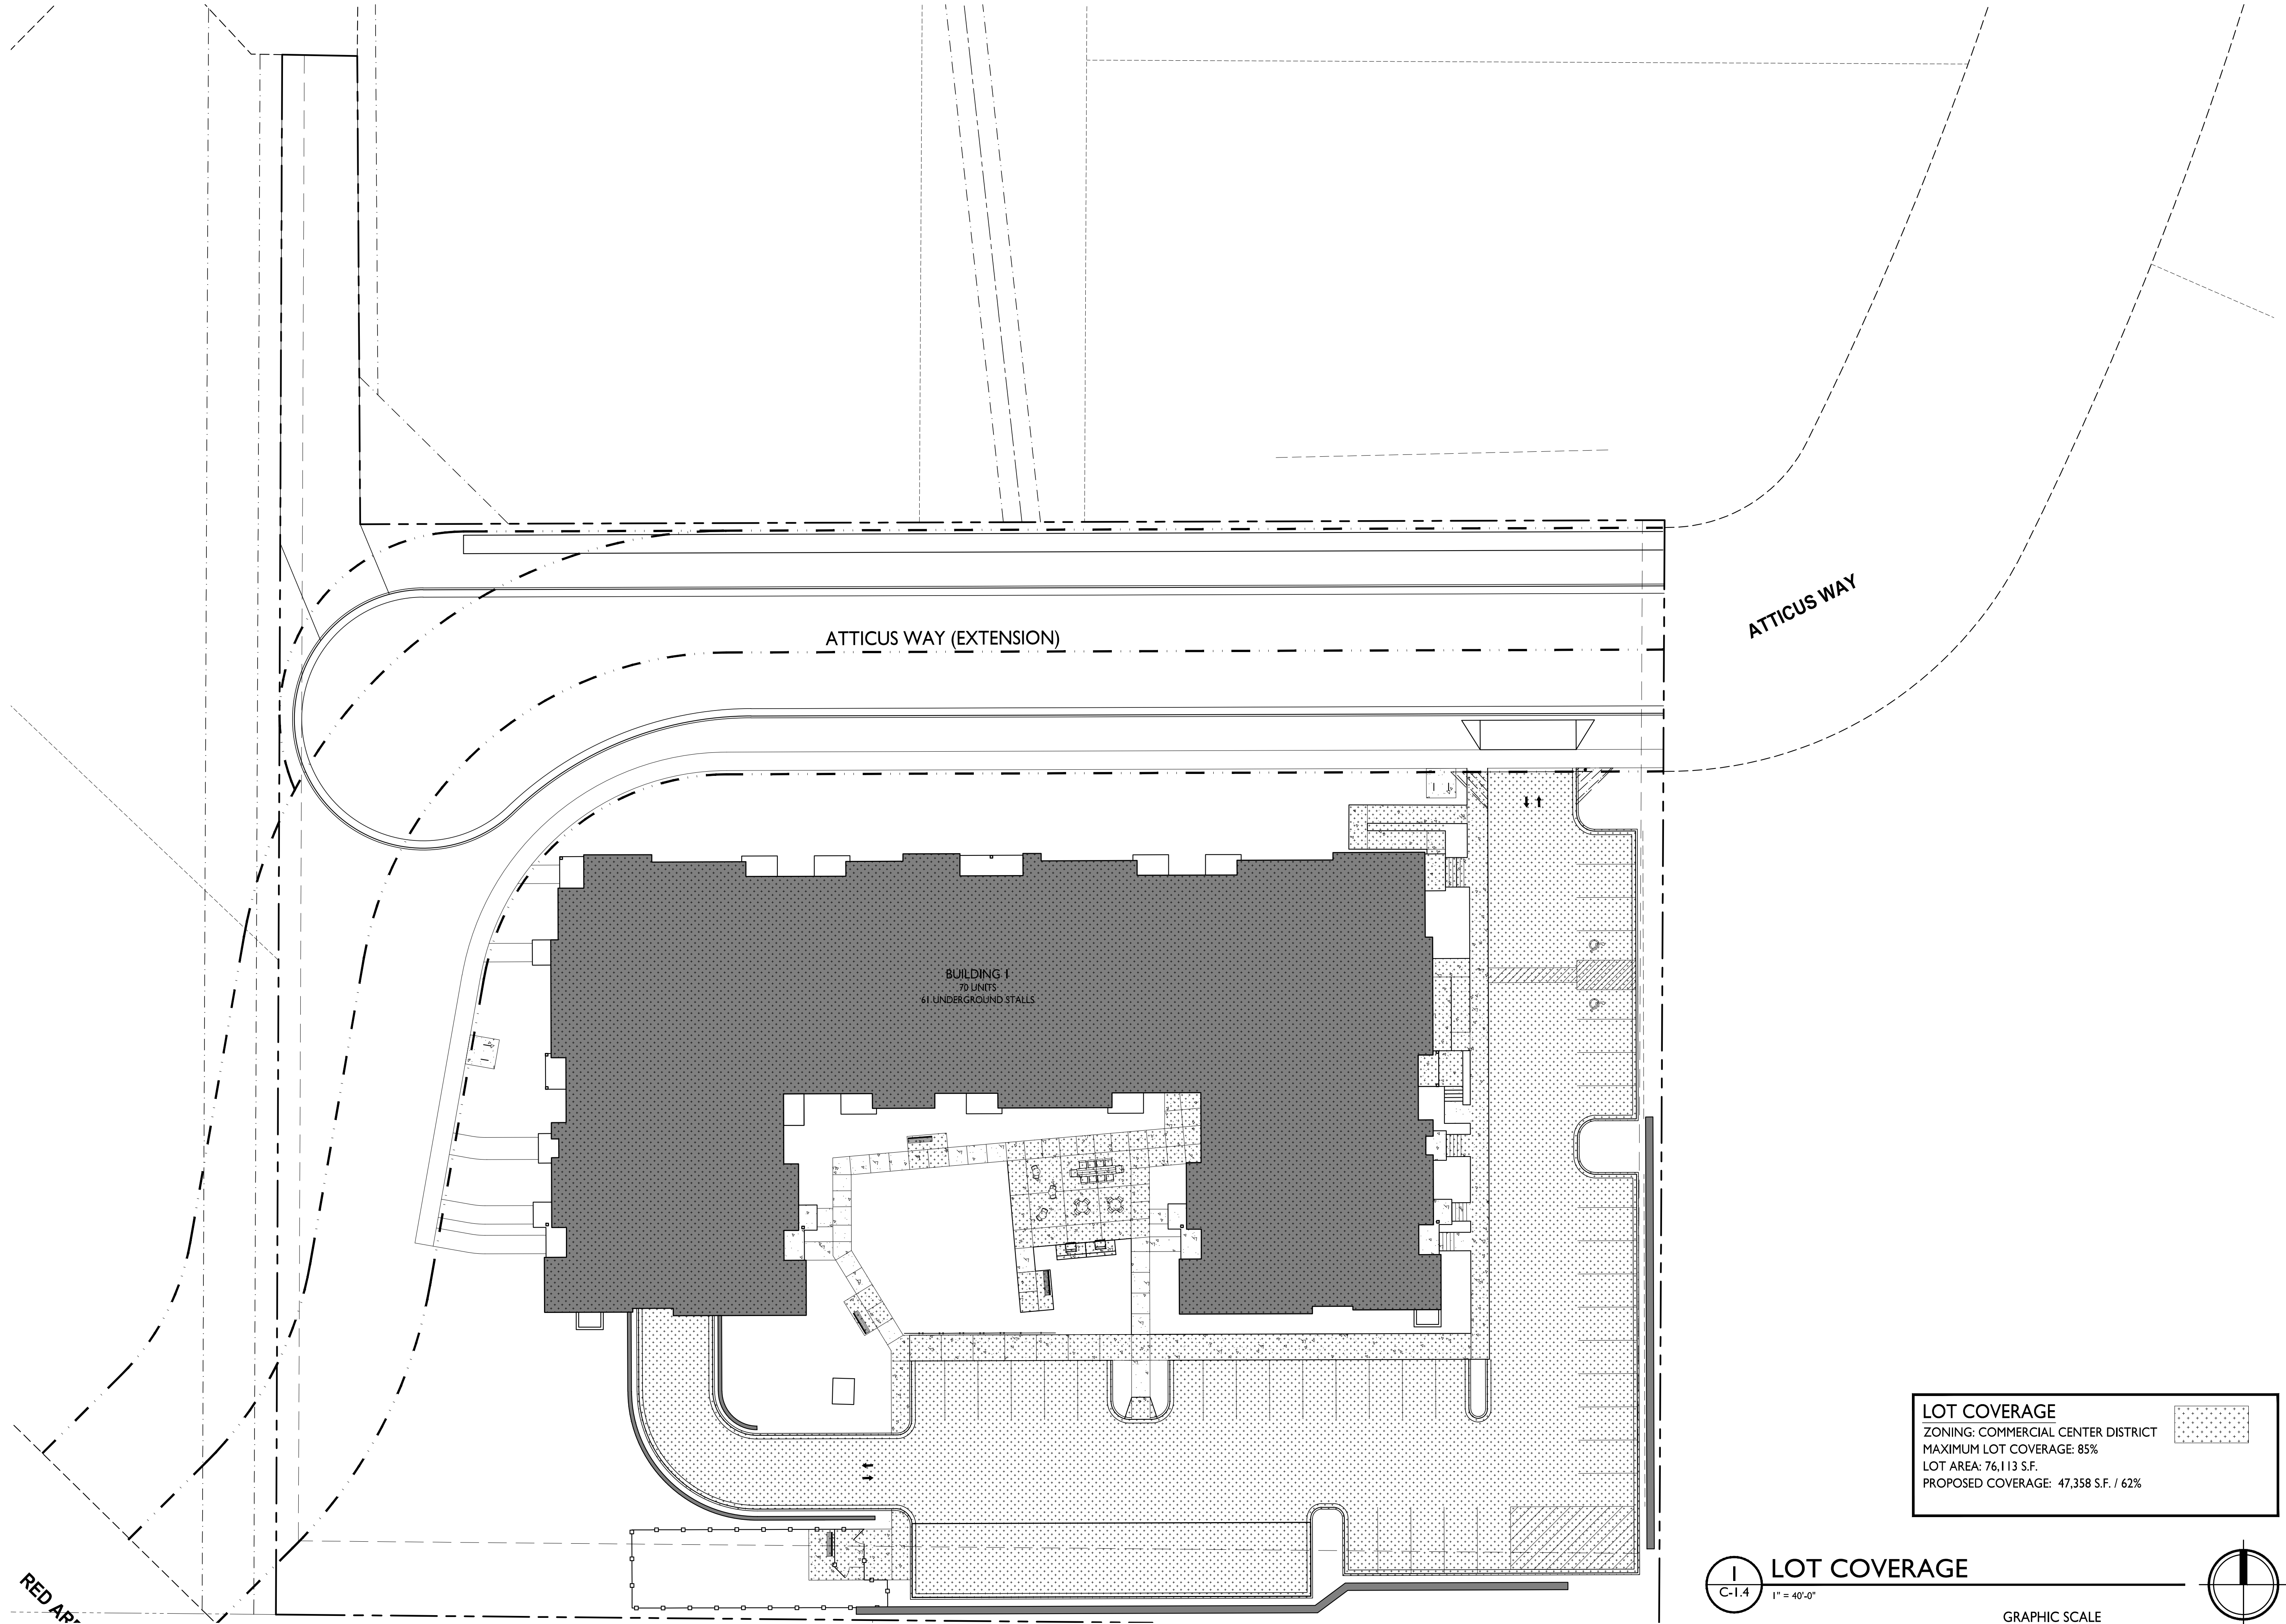 ATTICUS WAY
ATTICUS WAY (EXTENSION)
BUILDING 1
70 UNITS
61 UNDERGROUND STALLS
LOT COVERAGE
ZONING: COMMERCIAL CENTER DISTRICT
MAXIMUM LOT COVERAGE: 85%
LOT AREA: 76,113 S.F.
PROPOSED COVERAGE: 47,358 S.F. / 62%
1
C-1.4
LOT COVERAGE
1" = 40'-0"
RED
GRAPHIC SCALE